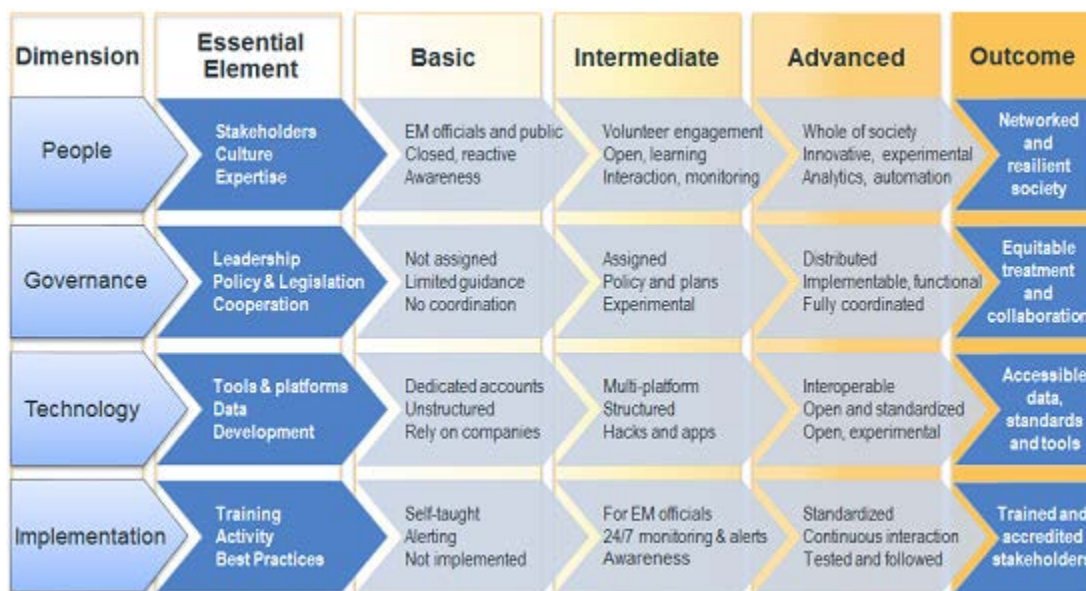 Dimension
Essential
Element
Basic
Intermediate
Advanced
Outcome
People
Stakeholders
Culture
Expertise
EM officials and public
Closed, reactive
Awareness
Volunteer engagement
Open, learning
Interaction, monitoring
Whole of society
Innovative, experimental
Analytics, automation
Networked
and
resilient
society
Governance
Leadership
Policy & Legislation
Cooperation
Not assigned
Limited guidance
No coordination
Assigned
Policy and plans
Experimental
Distributed
Implementable, functional
Fully coordinated
Equitable
treatment
and
collaboration
Technology
Tools & platforms
Data
Development
Dedicated accounts
Unstructured
Rely on companies
Multi-platform
Structured
Hacks and apps
Interoperable
Open and standardized
Open, experimental
Accessible
data,
standards
and tools
Implementation
Training
Activity
Best Practices
Self-taught
Alerting
Not implemented
For EM officials
24/7 monitoring & alerts
Awareness
Standardized
Continuous interaction
Tested and followed
Trained and
accredited
stakeholders